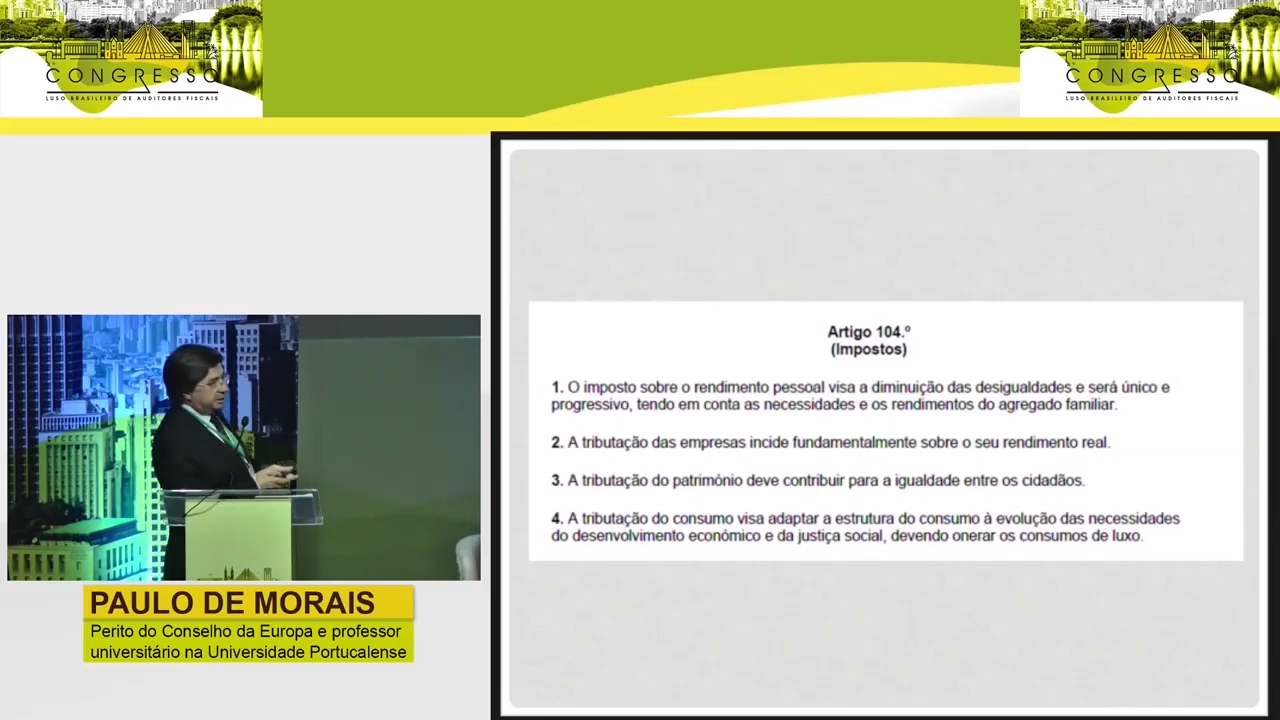 CONGRESSO
LUSO-BRASILEIRO DE AUDITORES FISCAIS
CONGRESSO
LUSO-BRASILEIRO DE AUDITORES FISCAIS
Artigo 104.º
(Impostos)
1. O imposto sobre o rendimento pessoal visa a diminuição das desigualdades e será único e
progressivo, tendo em conta as necessidades e os rendimentos do agregado familiar.
2. A tributação das empresas incide fundamentalmente sobre o seu rendimento real.
3. A tributação do património deve contribuir para a igualdade entre os cidadãos.
4. A tributação do consumo visa adaptar a estrutura do consumo à evolução das necessidades
do desenvolvimento económico e da justiça social, devendo onerar os consumos de luxo.
PAULO DE MORAIS
Perito do Conselho da Europa e professor
universitário na Universidade Portucalense